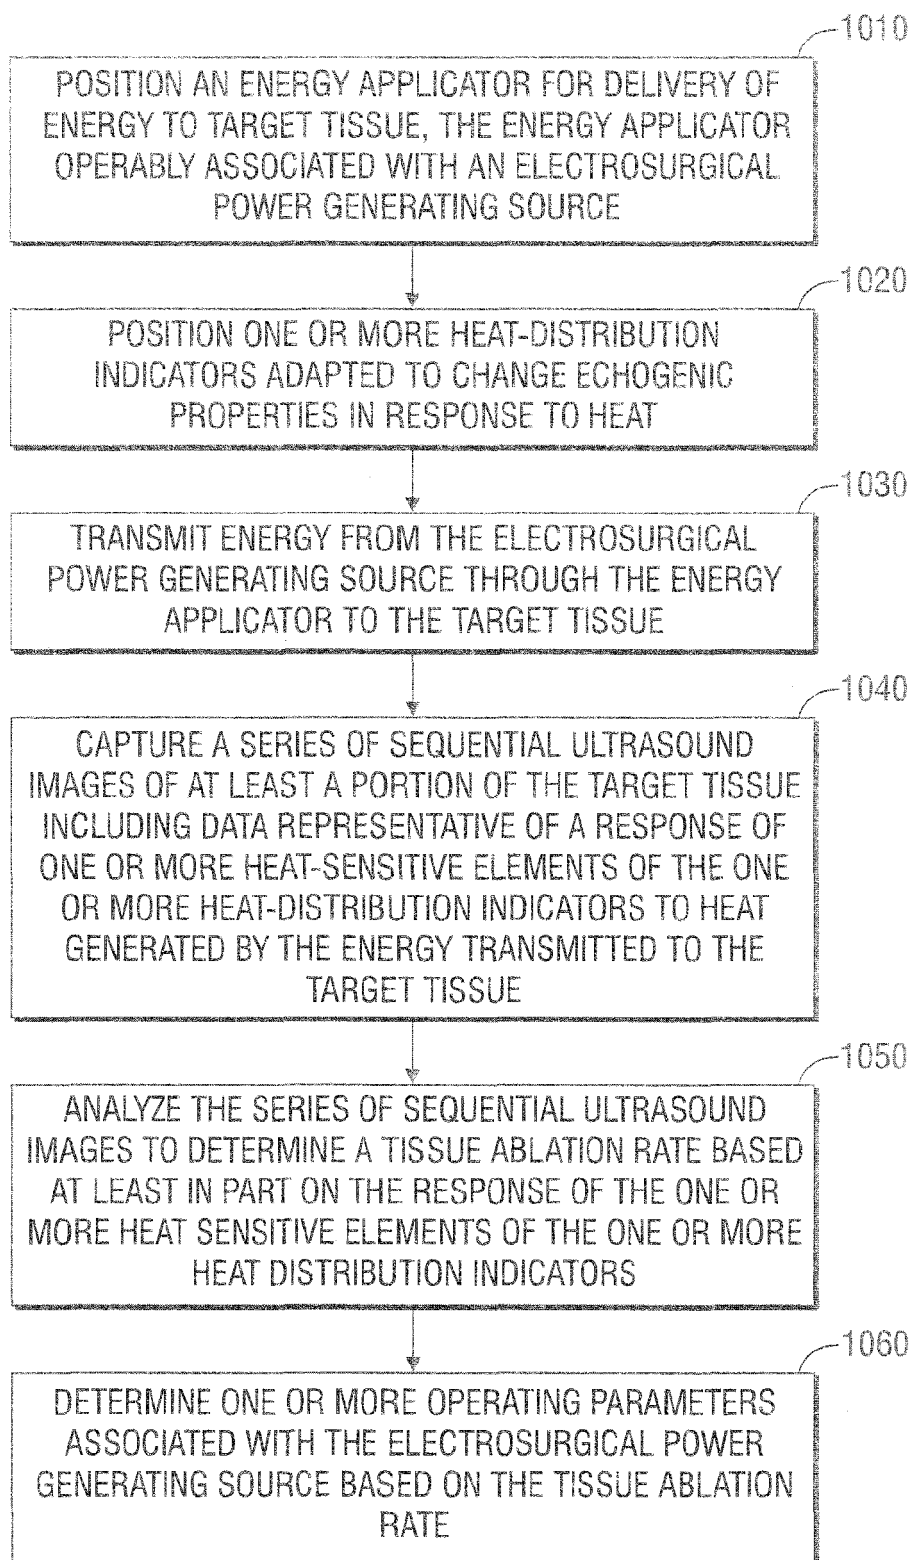 1010
POSITION AN ENERGY APPLICATOR FOR DELIVERY OF
ENERGY TO TARGET TISSUE, THE ENERGY APPLICATOR
OPERABLY ASSOCIATED WITH AN ELECTROSURGICAL
POWER GENERATING SOURCE
1020
POSITION ONE OR MORE HEAT-DISTRIBUTION
INDICATORS ADAPTED TO CHANGE ECHOGENIC
PROPERTIES IN RESPONSE TO HEAT
1030
TRANSMIT ENERGY FROM THE ELECTROSURGICAL
POWER GENERATING SOURCE THROUGH THE ENERGY
APPLICATOR TO THE TARGET TISSUE
1040
CAPTURE A SERIES OF SEQUENTIAL ULTRASOUND
IMAGES OF AT LEAST A PORTION OF THE TARGET TISSUE
INCLUDING DATA REPRESENTATIVE OF A RESPONSE OF
ONE OR MORE HEAT-SENSITIVE ELEMENTS OF THE ONE
OR MORE HEAT-DISTRIBUTION INDICATORS TO HEAT
GENERATED BY THE ENERGY TRANSMITTED TO THE
TARGET TISSUE
1050
ANALYZE THE SERIES OF SEQUENTIAL ULTRASOUND
IMAGES TO DETERMINE A TISSUE ABLATION RATE BASED
AT LEAST IN PART ON THE RESPONSE OF THE ONE OR
MORE HEAT SENSITIVE ELEMENTS OF THE ONE OR MORE
HEAT DISTRIBUTION INDICATORS
1060
DETERMINE ONE OR MORE OPERATING PARAMETERS
ASSOCIATED WITH THE ELECTROSURGICAL POWER
GENERATING SOURCE BASED ON THE TISSUE ABLATION
RATE